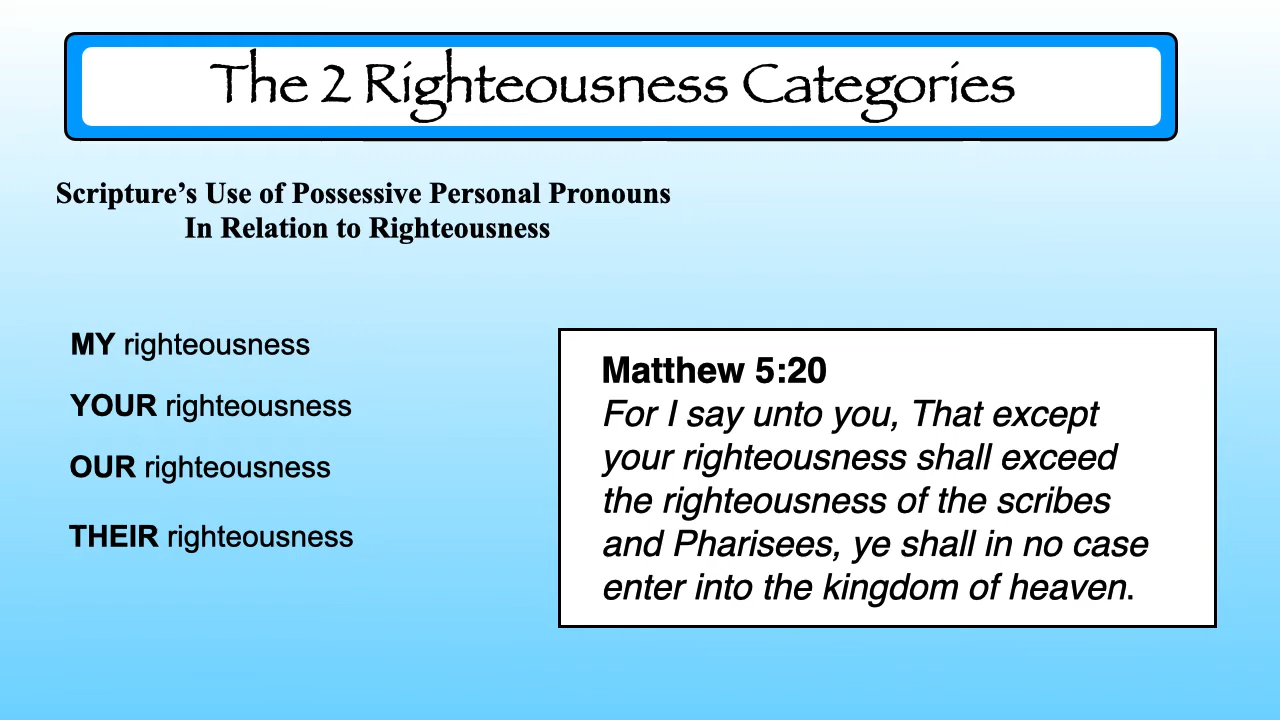 The 2 Righteousness Categories
Scripture’s Use of Possessive Personal Pronouns
In Relation to Righteousness
MY righteousness
YOUR righteousness
OUR righteousness
THEIR righteousness
Matthew 5:20
For I say unto you, That except
your righteousness shall exceed
the righteousness of the scribes
and Pharisees, ye shall in no case
enter into the kingdom of heaven.